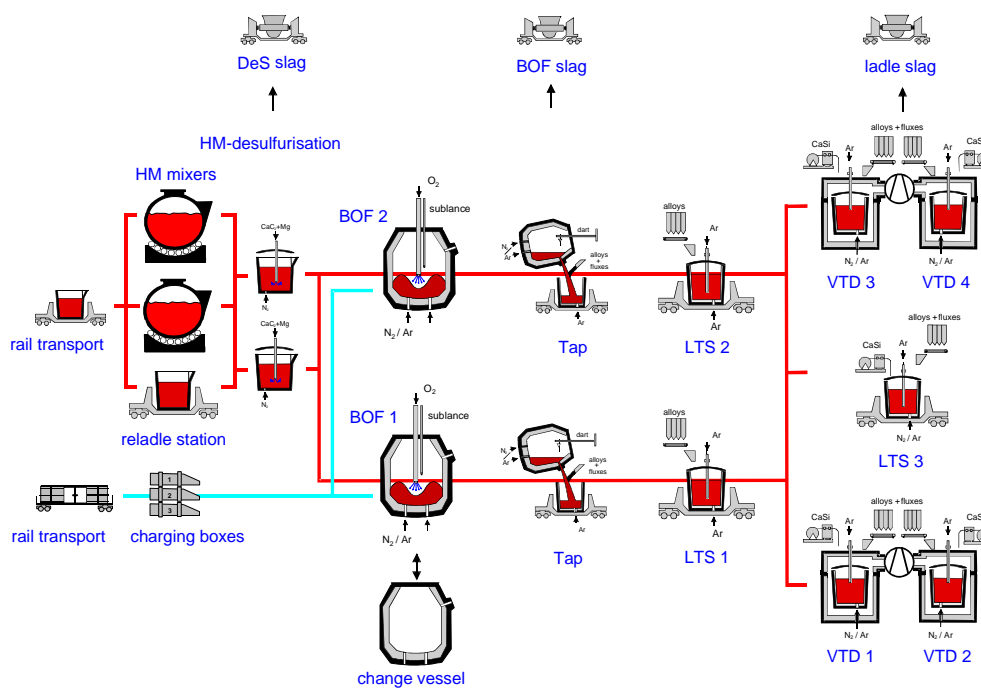 DeS slag
BOF slag
ladle slag
HM-desulfurisation
alloys +fluxes
CaSi
Ar
Ar
CaSi
HM mixers
O2
BOF 2
sublance
CaC2+Mg
N2
alloys
dart
N2
Ar
alloys
+
fluxes
Ar
N2 / Ar
N2 / Ar
VTD 3
VTD 4
rail transport
N2 / Ar
Ar
Ar
Tap
LTS 2
CaC2+Mg
N2
alloys +fluxes
CaSi
Ar
O2
BOF 1
sublance
reladle station
N2 / Ar
LTS 3
alloys
dart
N2
Ar
alloys
+
fluxes
Ar
1
2
3
rail transport
charging boxes
N2 / Ar
Ar
Ar
Tap
LTS 1
alloys +fluxes
CaSi
Ar
Ar
CaSi
N2 / Ar
N2 / Ar
VTD 1
VTD 2
change vessel